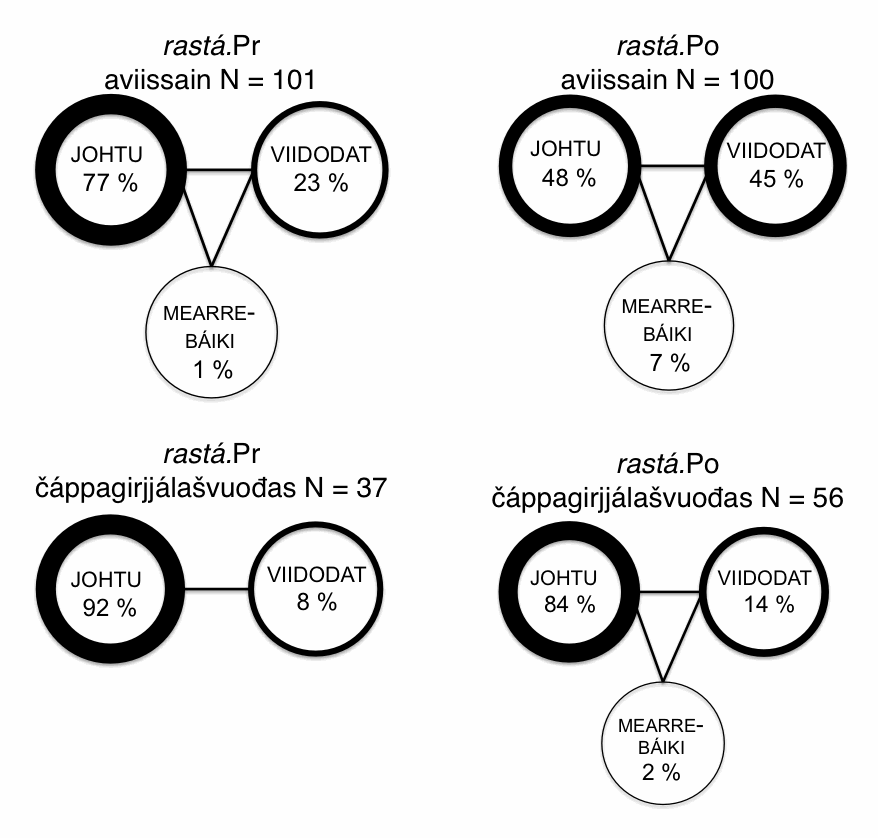 rastá.Pr
aviissain N = 101
JOHTU
77 %
VIIDODAT
23 %
MEARRE-
BÁIKI
1 %
rastá.Po
aviissain N = 100
JOHTU
48 %
VIIDODAT
45 %
MEARRE-
BÁIKI
7 %
rastá.Pr
čáppagirjjálašvuođas N = 37
JOHTU
92 %
VIIDODAT
8 %
rastá.Po
čáppagirjjálašvuođas N = 56
JOHTU
84 %
VIIDODAT
14 %
MEARRE-
BÁIKI
2 %